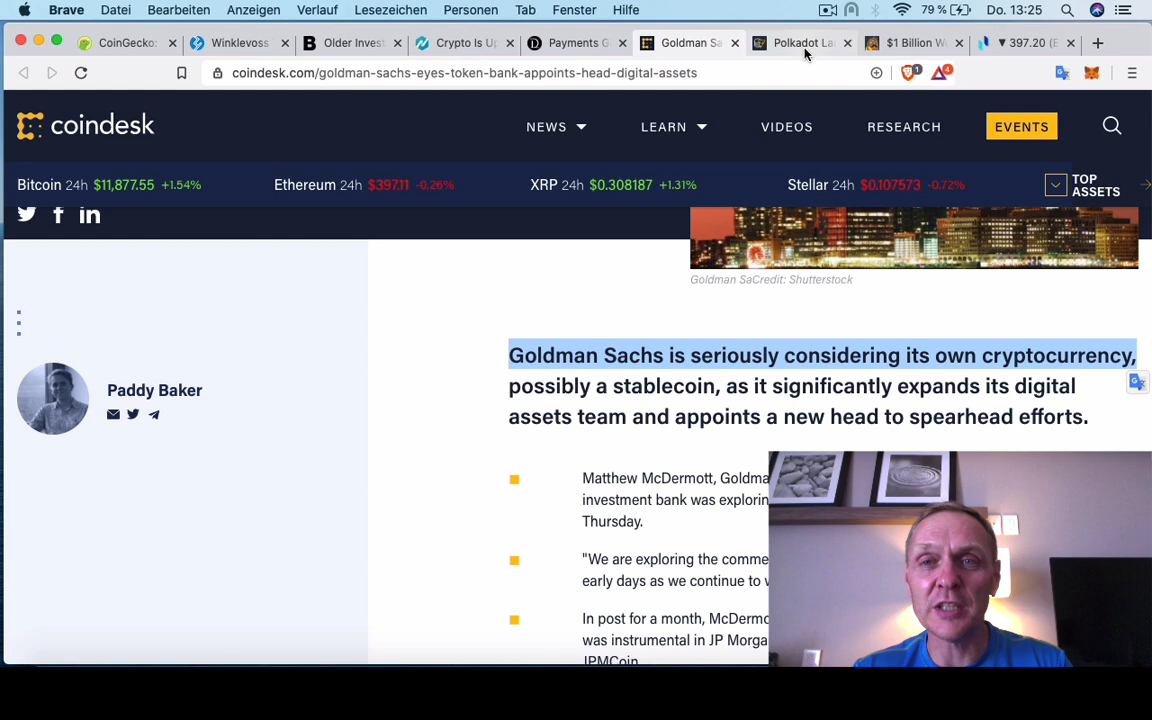 Brave Datei Bearbeiten Anzeigen Verlauf Lesezeichen Personen Tab Fenster Hilfe 79 % Do. 13:25
CoinGecko: Winklevoss Older Invest Crypto Is Up Payments G Goldman Sa Polkadot La $1 Billion W ▼ 397.20 (E
coindesk.com/goldman-sachs-eyes-token-bank-appoints-head-digital-assets 1 4
coindesk NEWS LEARN VIDEOS RESEARCH EVENTS
Bitcoin 24h $11,877.55 +1.54% Ethereum 24h $397.11 -0.26% XRP 24h $0.308187 +1.31% Stellar 24h $0.107573 -0.72% TOP
ASSETS
Goldman SaCredit: Shutterstock
Goldman Sachs is seriously considering its own cryptocurrency,
possibly a stablecoin, as it significantly expands its digital
assets team and appoints a new head to spearhead efforts.
Paddy Baker
Matthew McDermott, Goldma
investment bank was exploring
Thursday.
"We are exploring the comme
early days as we continue to w
In post for a month, McDermo
was instrumental in JP Morga
JPMCoin.